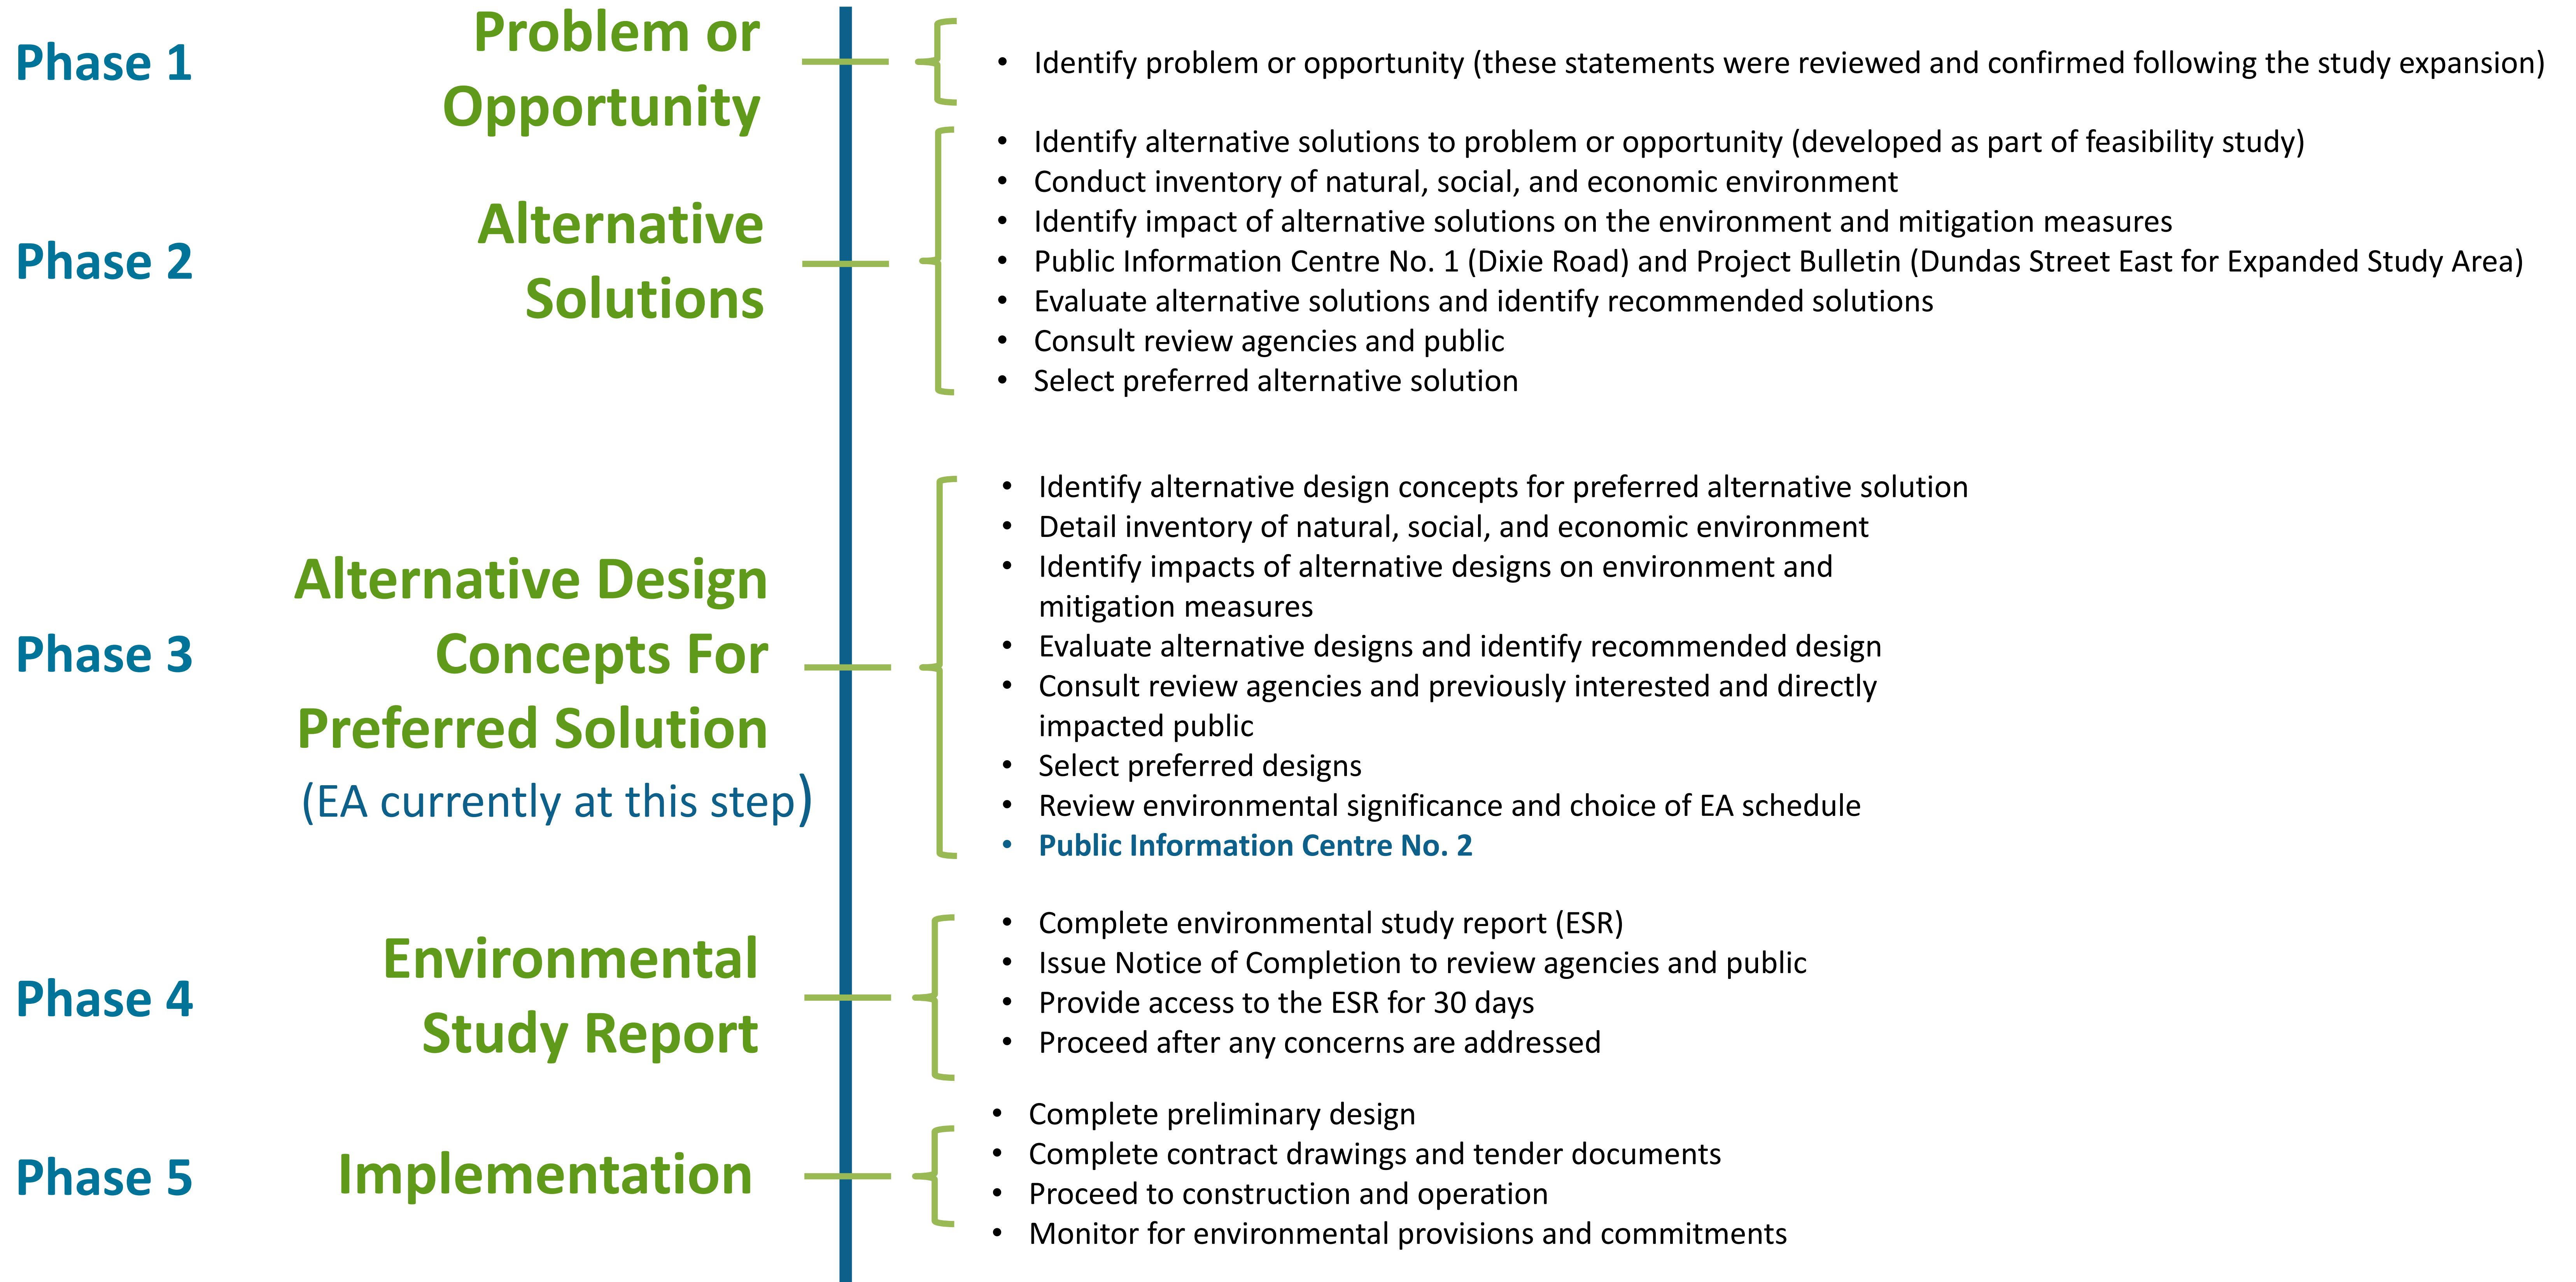 Phase 1
Problem or
Opportunity
• Identify problem or opportunity (these statements were reviewed and confirmed following the study expansion)
Phase 2
Alternative
Solutions
• Identify alternative solutions to problem or opportunity (developed as part of feasibility study)
• Conduct inventory of natural, social, and economic environment
• Identify impact of alternative solutions on the environment and mitigation measures
• Public Information Centre No. 1 (Dixie Road) and Project Bulletin (Dundas Street East for Expanded Study Area)
• Evaluate alternative solutions and identify recommended solutions
• Consult review agencies and public
• Select preferred alternative solution
Phase 3
Alternative Design
Concepts For
Preferred Solution
(EA currently at this step)
• Identify alternative design concepts for preferred alternative solution
• Detail inventory of natural, social, and economic environment
• Identify impacts of alternative designs on environment and
mitigation measures
• Evaluate alternative designs and identify recommended design
• Consult review agencies and previously interested and directly
impacted public
• Select preferred designs
• Review environmental significance and choice of EA schedule
• Public Information Centre No. 2
Phase 4
Environmental
Study Report
• Complete environmental study report (ESR)
• Issue Notice of Completion to review agencies and public
• Provide access to the ESR for 30 days
• Proceed after any concerns are addressed
Phase 5
Implementation
• Complete preliminary design
• Complete contract drawings and tender documents
• Proceed to construction and operation
• Monitor for environmental provisions and commitments